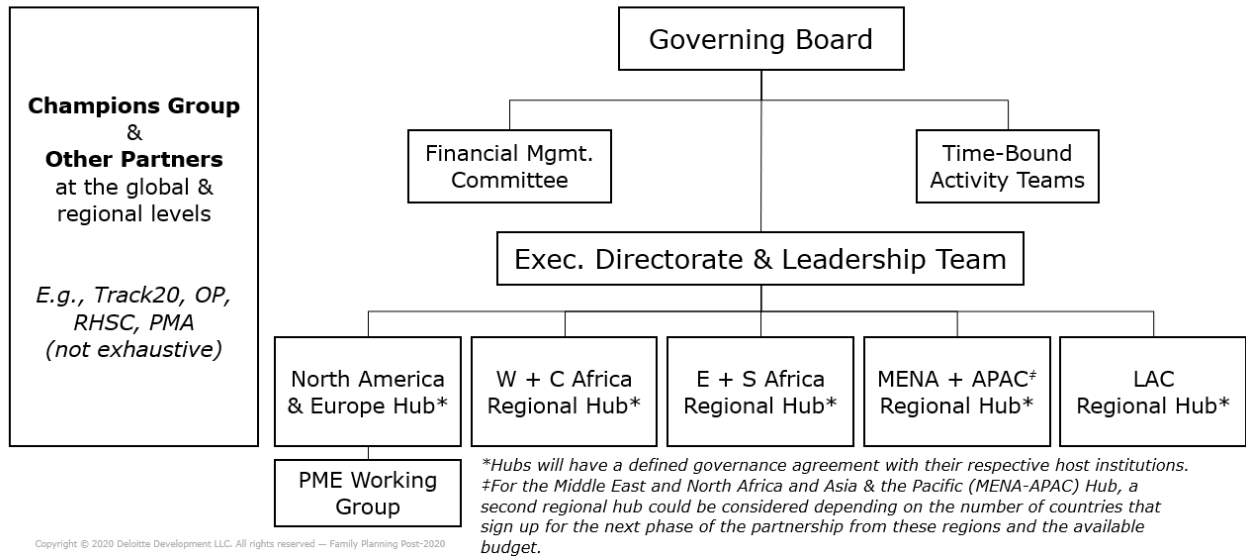 Champions Group
&
Other Partners
at the global &
regional levels
E.g., Track20, OP,
RHSC, PMA
(not exhaustive)
Governing Board
Financial Mgmt.
Committee
Time-Bound
Activity Teams
Exec. Directorate & Leadership Team
North America
& Europe Hub*
W + C Africa
Regional Hub*
E + S Africa
Regional Hub*
MENA + APAC‡
Regional Hub*
LAC
Regional Hub*
PME Working
Group
*Hubs will have a defined governance agreement with their respective host institutions.
‡For the Middle East and North Africa and Asia & the Pacific (MENA-APAC) Hub, a
second regional hub could be considered depending on the number of countries that
sign up for the next phase of the partnership from these regions and the available
budget.
Copyright © 2020 Deloitte Development LLC. All rights reserved — Family Planning Post-2020